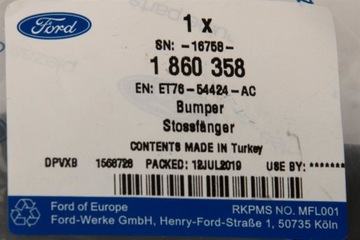 Ford
1 x
SN: -16758-
1 860 358
EN: ET76-54424-AC
Bumper
Stossfänger
CONTENTS MADE IN Turkey
DPVXB 1568726 PACKED: 12JUL2019 USE BY: *******
Ford of Europe RKPMS NO. MFL001
Ford-Werke GmbH, Henry-Ford-Straße 1, 50735 Köln